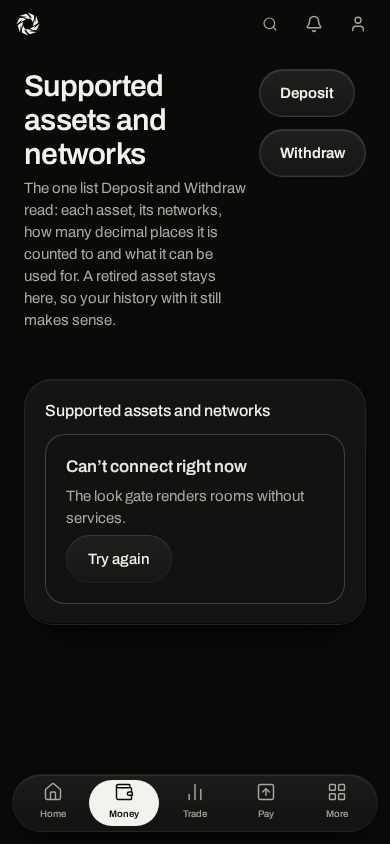 Supported
assets and
networks
Deposit
Withdraw
The one list Deposit and Withdraw
read: each asset, its networks,
how many decimal places it is
counted to and what it can be
used for. A retired asset stays
here, so your history with it still
makes sense.
Supported assets and networks
Can’t connect right now
The look gate renders rooms without
services.
Try again
Home
Money
Trade
Pay
More